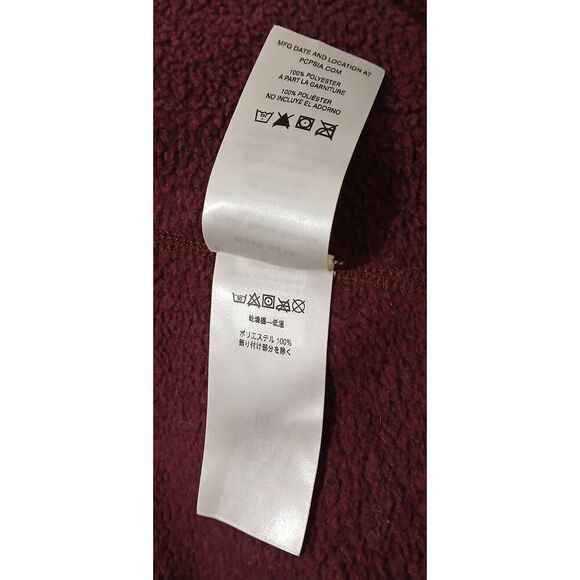 MFG DATE AND LOCATION AT
PCPSIA.COM
100% POLYESTER
A PART LA GARNITURE
100% POLIÉSTER
NO INCLUYE EL ADORNO
乾燥機—低温
ポリエステル 100%
飾り付け部分を除く